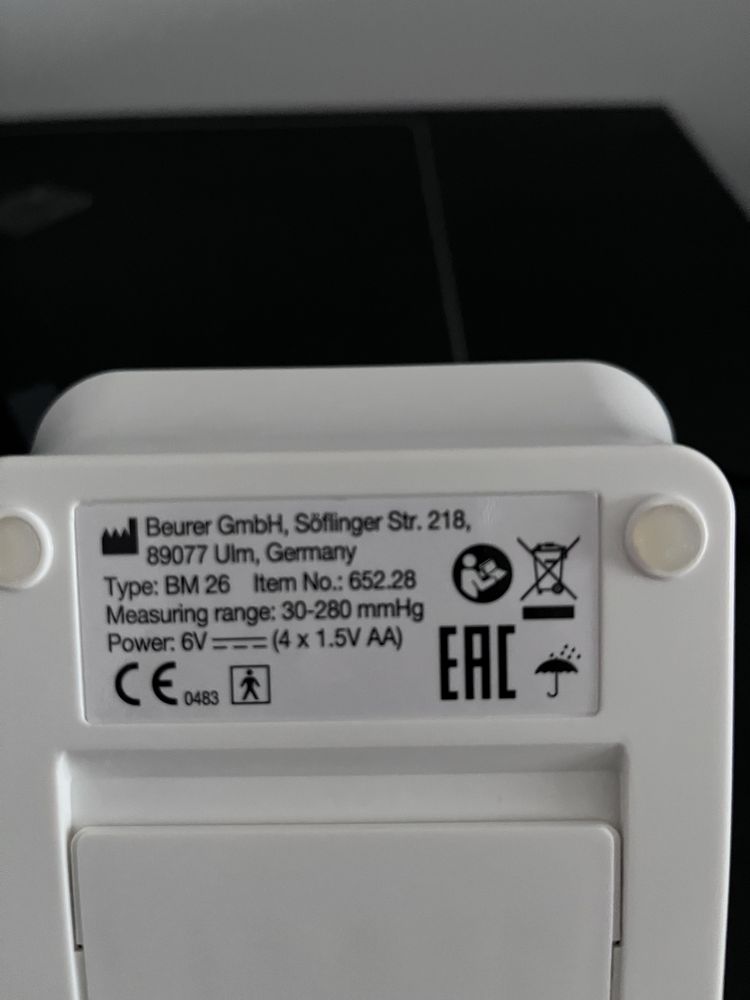 Beurer GmbH, Söflinger Str. 218,
89077 Ulm, Germany
Type: BM 26 Item No.: 652.28
Measuring range: 30-280 mmHg
Power: 6V (4 x 1.5V AA)
CE 0483
EAC